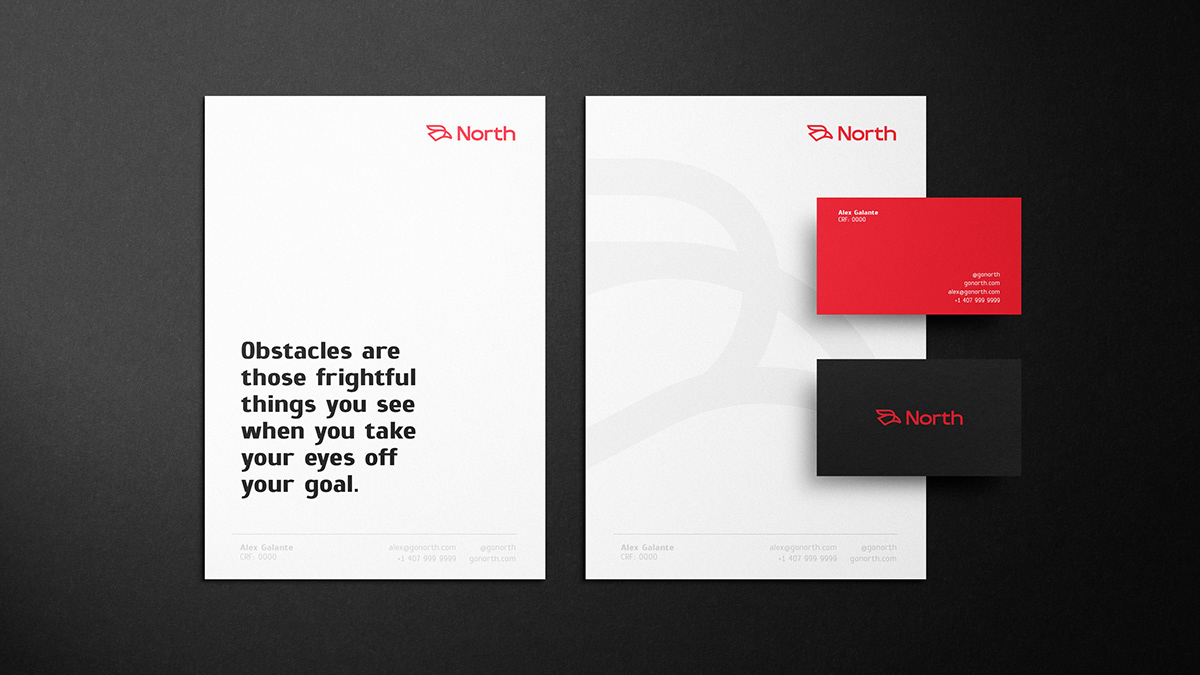 North
Obstacles are
those frightful
things you see
when you take
your eyes off
your goal.
Alex Galante
CRF: 0000
alex@gonorth.com
+1 407 999 9999
@gonorth
gonorth.com
North
Alex Galante
CRF: 0000
alex@gonorth.com
+1 407 999 9999
@gonorth
gonorth.com
Alex Galante
CRF: 0000
@gonorth
gonorth.com
alex@gonorth.com
+1 407 999 9999
North